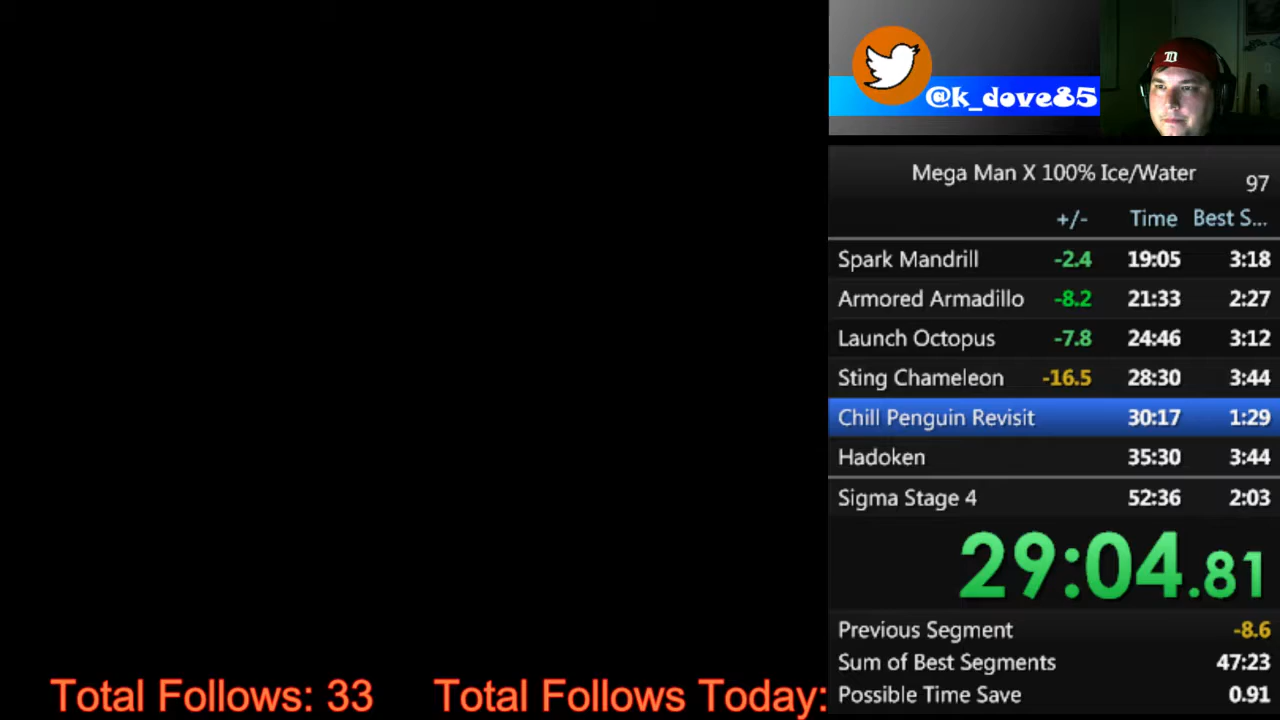 @k_dove85
D
Mega Man X 100% Ice/Water
97
+/- Time Best S...
Spark Mandrill -2.4 19:05 3:18
Armored Armadillo -8.2 21:33 2:27
Launch Octopus -7.8 24:46 3:12
Sting Chameleon -16.5 28:30 3:44
Chill Penguin Revisit 30:17 1:29
Hadoken 35:30 3:44
Sigma Stage 4 52:36 2:03
29:04.81
Previous Segment -8.6
Sum of Best Segments 47:23
Possible Time Save 0.91
Total Follows: 33 Total Follows Today: